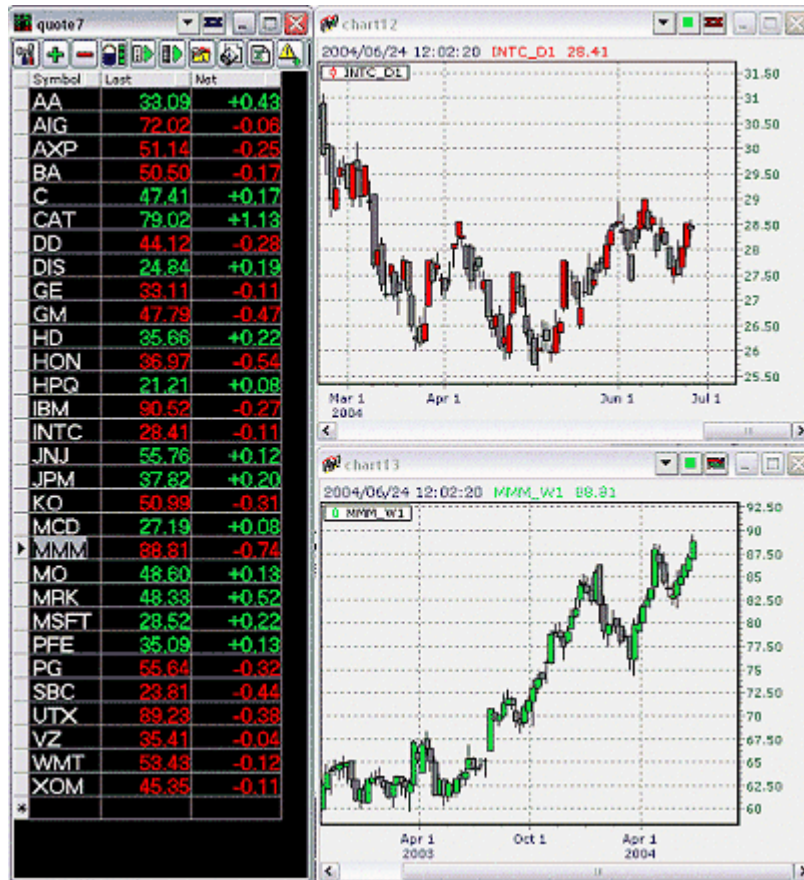 quote7
Symbol Last Net
AA 33.09 +0.43
AIG 72.02 -0.06
AXP 51.14 -0.25
BA 50.50 -0.17
C 47.41 +0.17
CAT 79.02 +1.13
DD 44.12 -0.28
DIS 24.84 +0.19
GE 33.11 -0.11
GM 47.79 -0.47
HD 35.66 +0.22
HON 36.97 -0.54
HPQ 21.21 +0.08
IBM 90.52 -0.27
INTC 28.41 -0.11
JNJ 55.76 +0.12
JPM 37.82 +0.20
KO 50.99 -0.31
MCD 27.19 +0.08
MMM 88.81 -0.74
MO 48.60 +0.13
MRK 48.33 +0.52
MSFT 28.52 +0.22
PFE 35.09 +0.13
PG 55.64 -0.32
SBC 23.81 -0.44
UTX 89.23 -0.38
VZ 35.41 -0.04
WMT 53.43 -0.12
XOM 45.35 -0.11
chart12
2004/06/24 12:02:20 INTC_D1 28.41
INTC_D1
31.50
31
30.50
30
29.50
29
28.50
28
27.50
27
26.50
26
25.50
Mar 1 Apr 1 Jun 1 Jul 1
2004
chart13
2004/06/24 12:02:20 MMM_W1 88.81
MMM_W1
92.50
90
87.50
85
82.50
80
77.50
75
72.50
70
67.50
65
62.50
60
Apr 1 Oct 1 Apr 1
2003 2004